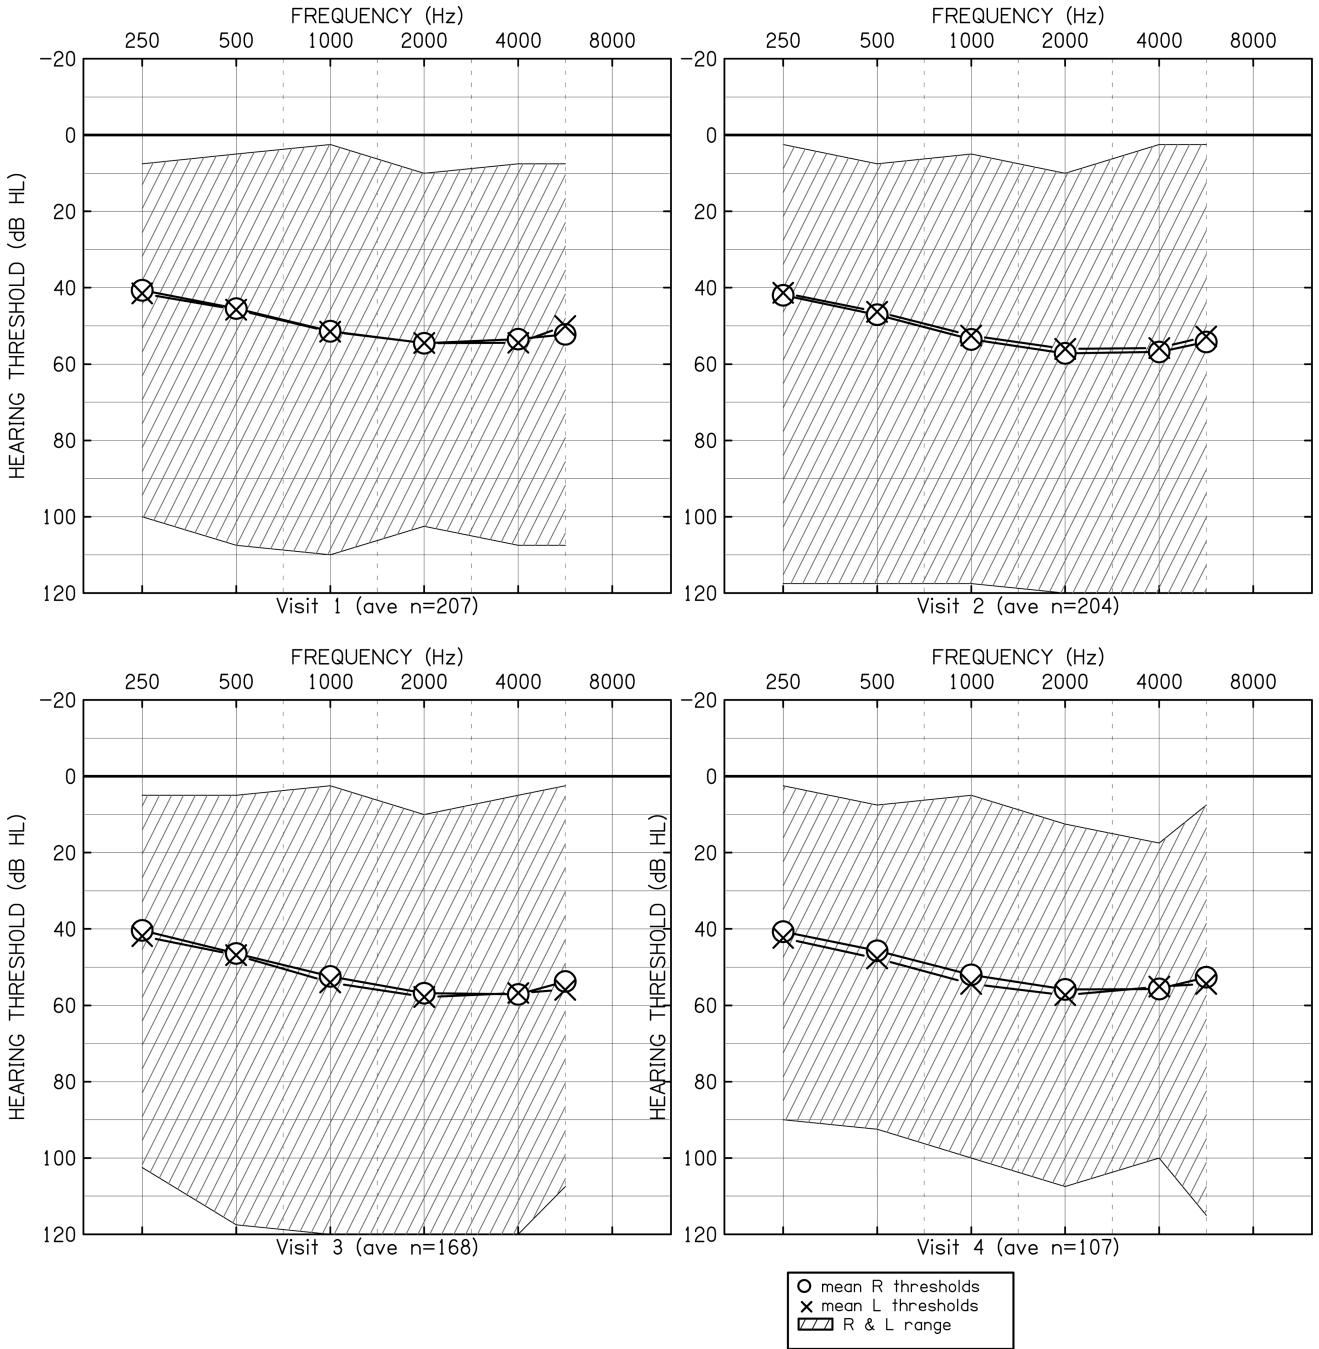 FREQUENCY (Hz)
250 500 1000 2000 4000 8000
−20
0
20
40
60
80
100
120
HEARING THRESHOLD (dB HL)
Visit 1 (ave n=207)
FREQUENCY (Hz)
250 500 1000 2000 4000 8000
−20
0
20
40
60
80
100
120
Visit 2 (ave n=204)
FREQUENCY (Hz)
250 500 1000 2000 4000 8000
−20
0
20
40
60
80
100
120
HEARING THRESHOLD (dB HL)
Visit 3 (ave n=168)
FREQUENCY (Hz)
250 500 1000 2000 4000 8000
−20
0
20
40
60
80
100
120
HEARING THRESHOLD (dB HL)
Visit 4 (ave n=107)
mean R thresholds
mean L thresholds
R & L range